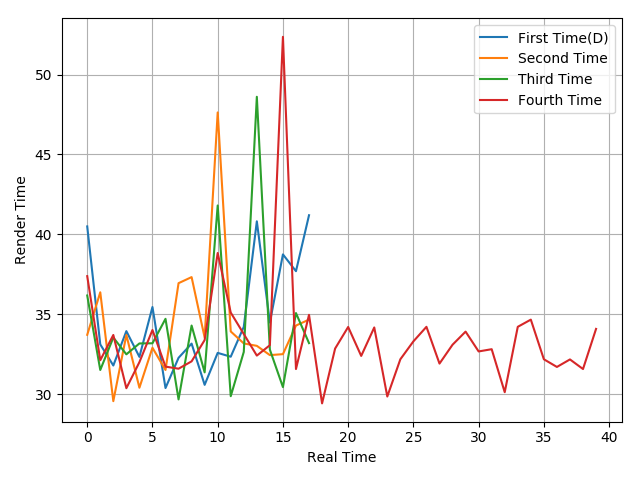 First Time(D)
Second Time
Third Time
Fourth Time
Render Time
50
45
40
35
30
0 5 10 15 20 25 30 35 40
Real Time